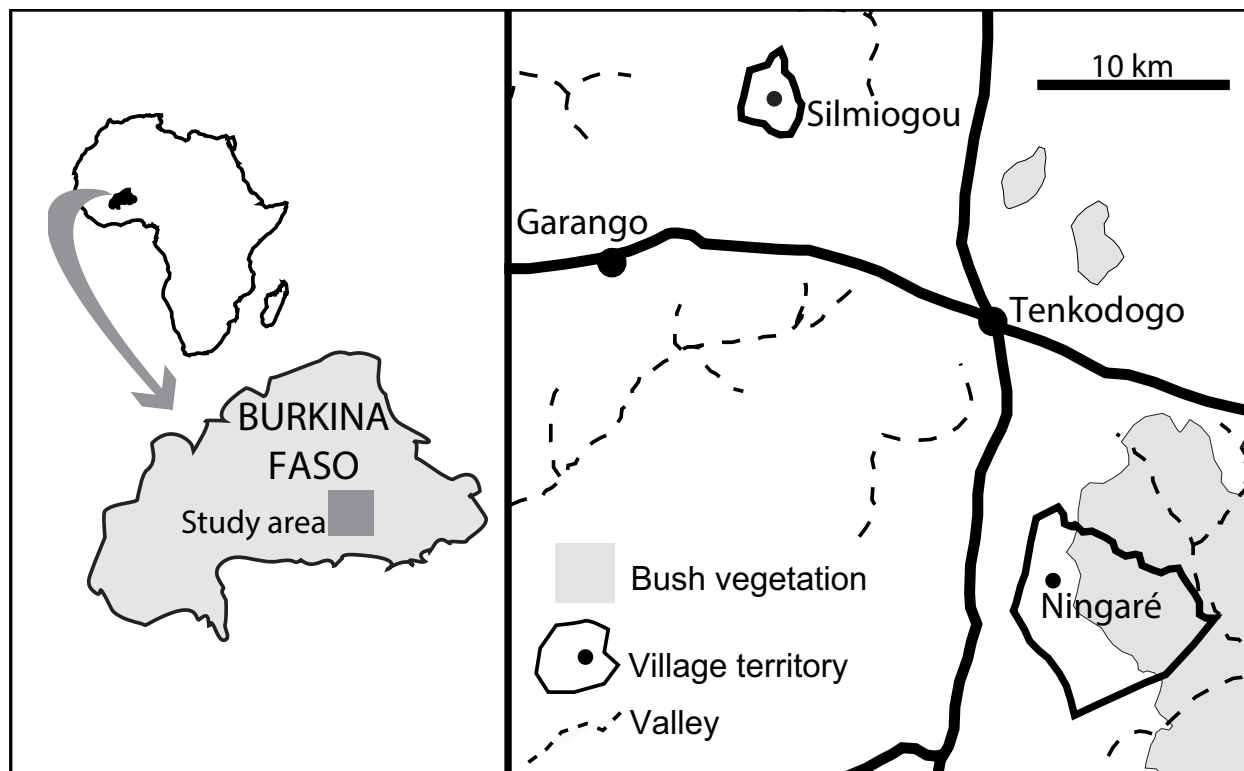 BURKINA
FASO
Study area
10 km
Silmiogou
Garango
Tenkodogo
Ningaré
Bush vegetation
Village territory
Valley